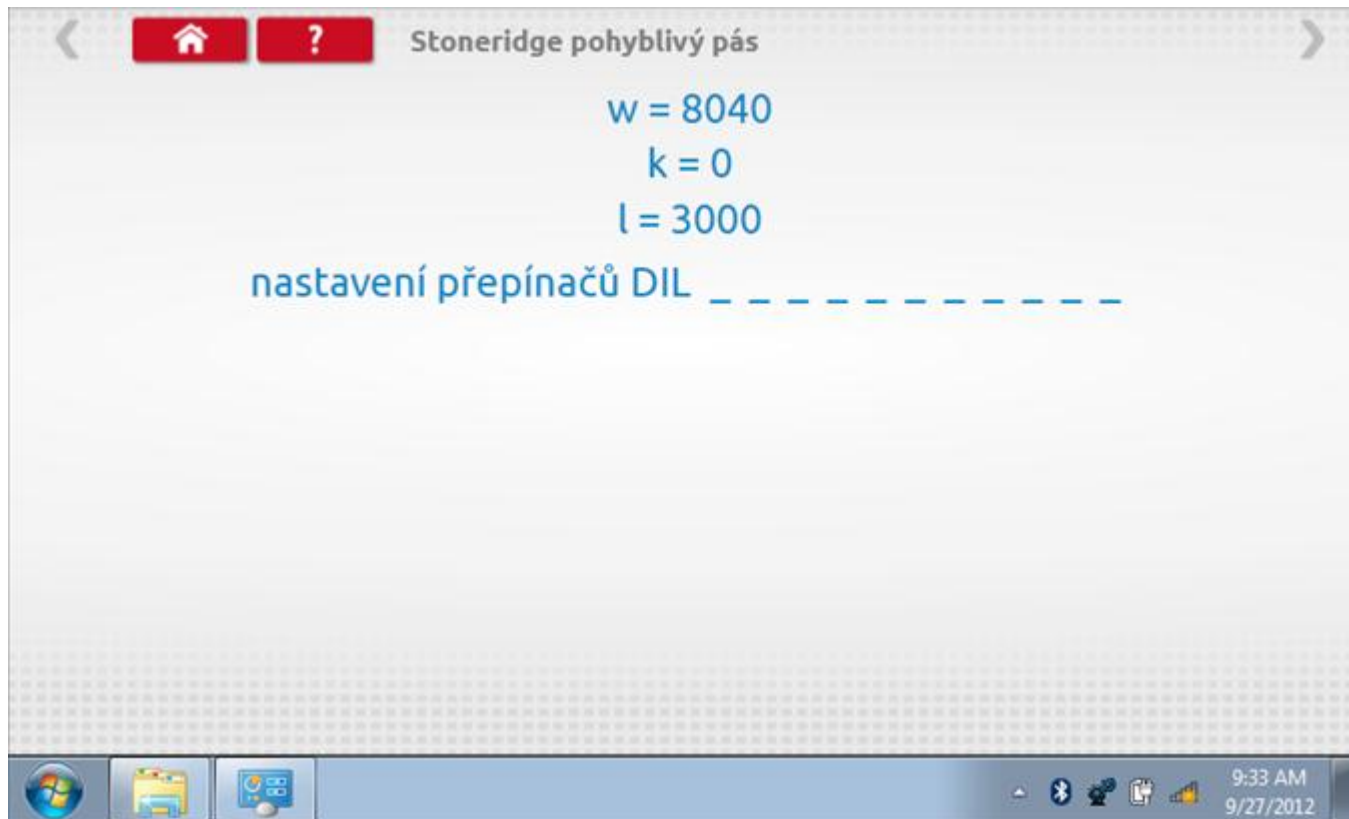 ? Stoneridge pohyblivý pás
w = 8040
k = 0
l = 3000
nastavení přepínačů DIL _ _ _ _ _ _ _ _ _ _ _
9:33 AM
9/27/2012